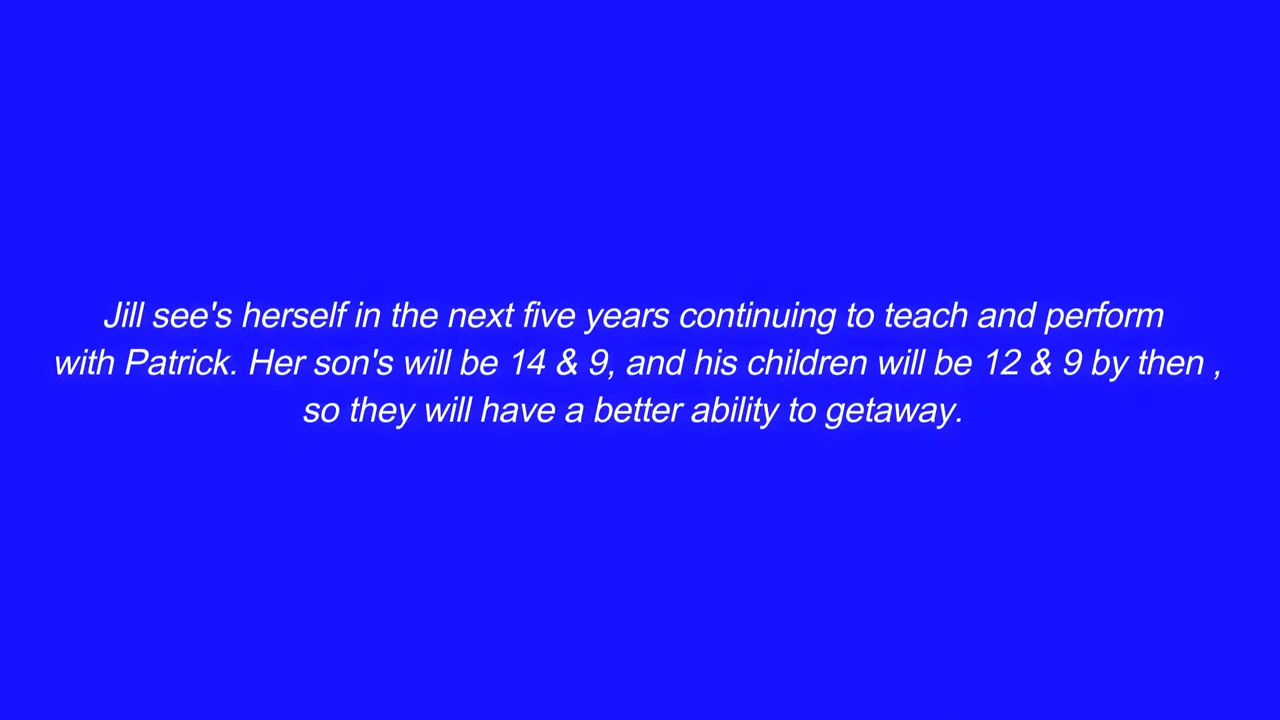 Jill see's herself in the next five years continuing to teach and perform
with Patrick. Her son's will be 14 & 9, and his children will be 12 & 9 by then ,
so they will have a better ability to getaway.